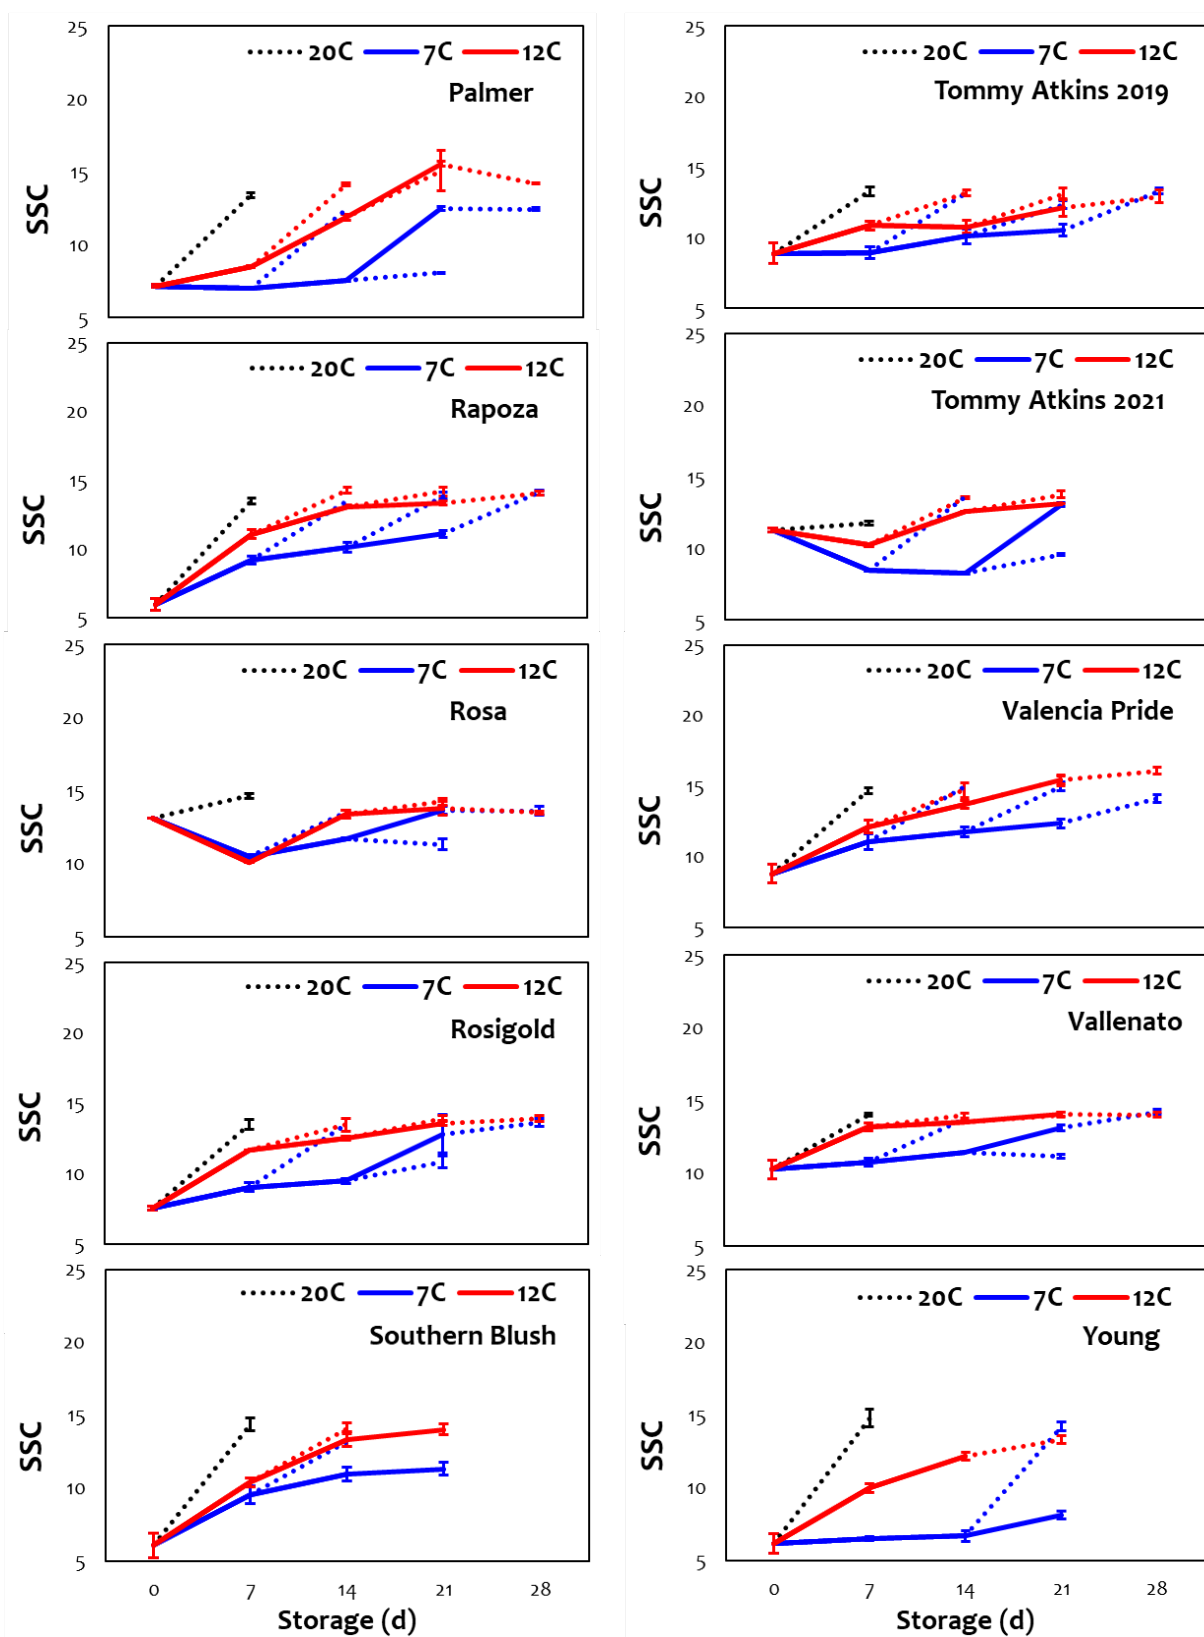 25
20
15
10
5
SSC
20C 7C 12C
Palmer
25
20
15
10
5
SSC
20C 7C 12C
Tommy Atkins 2019
25
20
15
10
5
SSC
20C 7C 12C
Rapoza
25
20
15
10
5
SSC
20C 7C 12C
Tommy Atkins 2021
25
20
15
10
5
SSC
20C 7C 12C
Rosa
25
20
15
10
5
SSC
20C 7C 12C
Valencia Pride
25
20
15
10
5
SSC
20C 7C 12C
Rosigold
25
20
15
10
5
SSC
20C 7C 12C
Vallenato
25
20
15
10
5
SSC
20C 7C 12C
Southern Blush
0 7 14 21 28
Storage (d)
25
20
15
10
5
SSC
20C 7C 12C
Young
0 7 14 21 28
Storage (d)